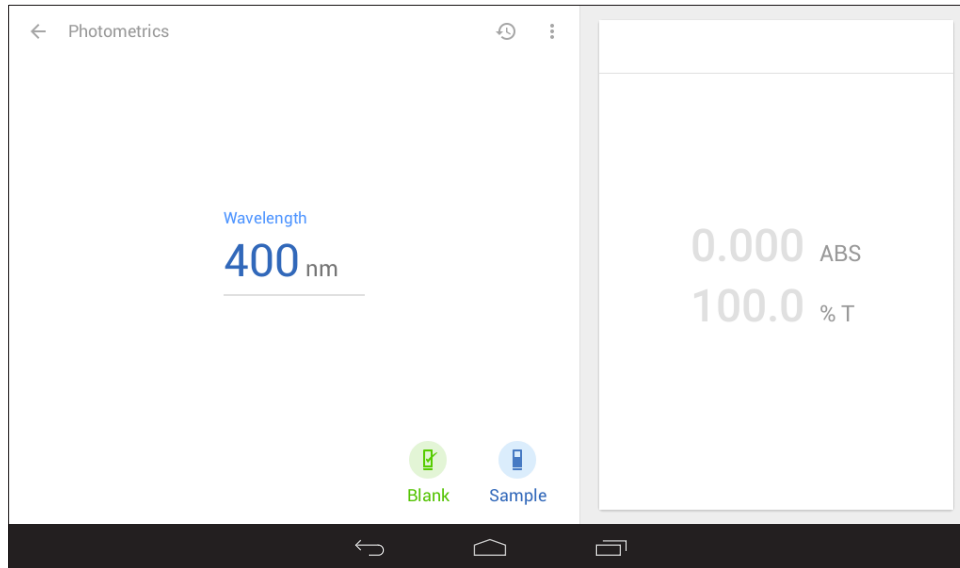 Photometrics
Wavelength
400 nm
Blank
Sample
0.000 ABS
100.0 % T